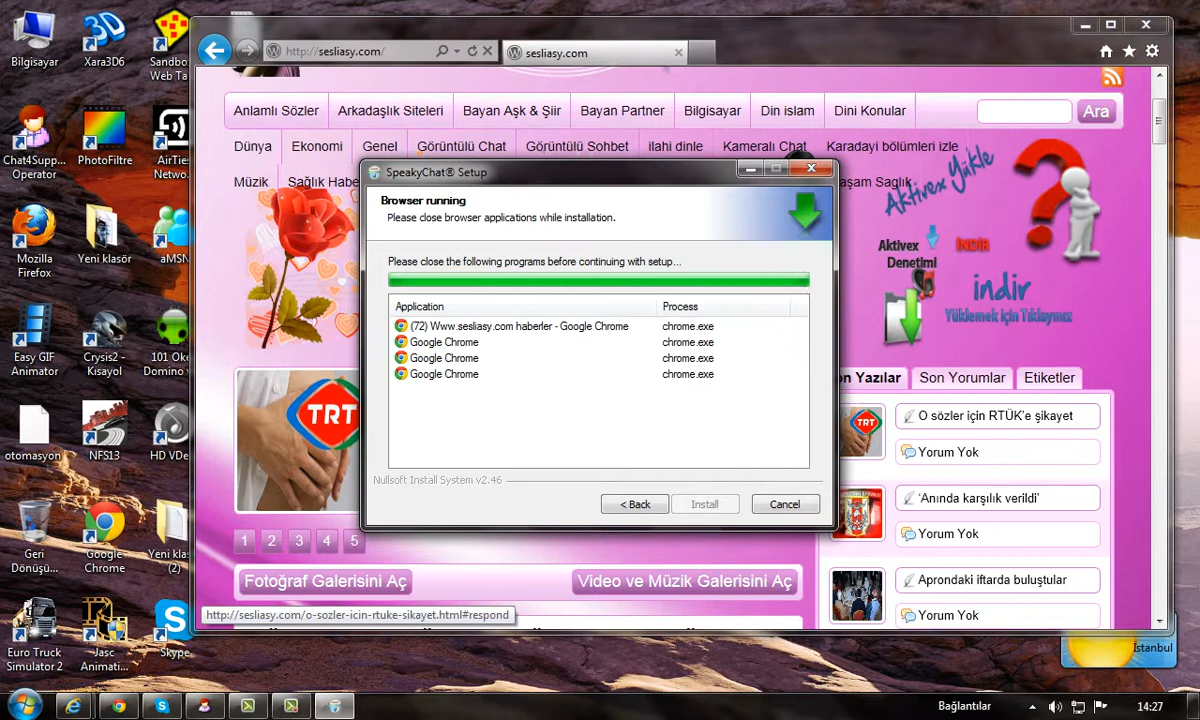 Bilgisayar
Xara3D6
Sandbo
Web Ta
Chat4Supp...
Operator
PhotoFiltre
AirTies
Netwo...
Mozilla
Firefox
Yeni klasör
aMSN
Easy GIF
Animator
Crysis2 -
Kısayol
101 Oke
Domino
otomasyon
NFS13
HD VDe
Geri
Dönüşü...
Google
Chrome
Yeni klas
(2)
Euro Truck
Simulator 2
Jasc
Animati...
Skype
http://sesliasy.com/
sesliasy.com
Anlamlı Sözler
Arkadaşlık Siteleri
Bayan Aşk & Şiir
Bayan Partner
Bilgisayar
Din islam
Dini Konular
Ara
Dünya
Ekonomi
Genel
Görüntülü Chat
Görüntülü Sohbet
ilahi dinle
Kameralı Chat
Karadayi bölümleri izle
Müzik
Sağlık Habe
aşam Saglık
SpeakyChat® Setup
Browser running
Please close browser applications while installation.
Please close the following programs before continuing with setup...
Application
Process
(72) Www.sesliasy.com haberler - Google Chrome
chrome.exe
Google Chrome
chrome.exe
Google Chrome
chrome.exe
Google Chrome
chrome.exe
Nullsoft Install System v2.46
< Back
Install
Cancel
Aktivex Yükle
Aktivex
Denetimi
İNDİR
indir
Yüklemek için Tıklayınız
on Yazılar
Son Yorumlar
Etiketler
TRT
TRT
O sözler için RTÜK'e şikayet
Yorum Yok
'Anında karşılık verildi'
Yorum Yok
Aprondaki iftarda buluştular
Yorum Yok
1
2
3
4
5
Fotoğraf Galerisini Aç
Video ve Müzik Galerisini Aç
http://sesliasy.com/o-sozler-icin-rtuke-sikayet.html#respond
İstanbul
Bağlantılar
14:27